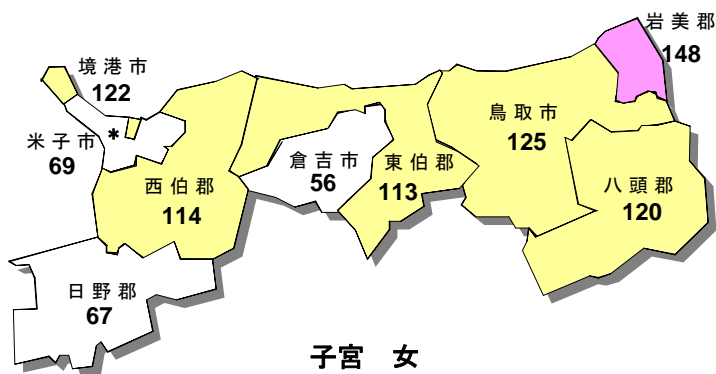 岩美郡
148
境港市
122
鳥取市
125
米子市
69
*
倉吉市
56
東伯郡
113
西伯郡
114
八頭郡
120
日野郡
67
子宮 女